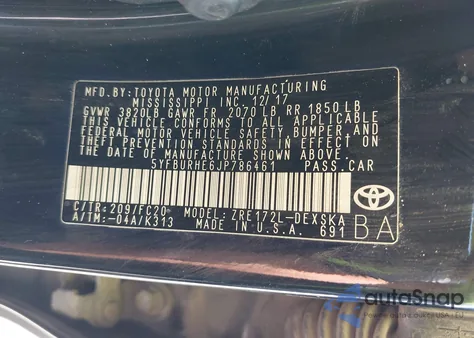 MFD. BY: TOYOTA MOTOR MANUFACTURING
MISSISSIPPI INC. 12/17
GVWR 3820LB GAWR FR 2070 LB RR 1850 LB
THIS VEHICLE CONFORMS TO ALL APPLICABLE
FEDERAL MOTOR VEHICLE SAFETY, BUMPER, AND
THEFT PREVENTION STANDARDS IN EFFECT ON
THE DATE OF MANUFACTURE SHOWN ABOVE.
5YFBURHE6JP786461 PASS.CAR
C/TR: 209/FC20 MODEL: ZRE172L-DEXSKA
A/TM: -04A/K313 MADE IN U.S.A. 691
BA
autoSnap